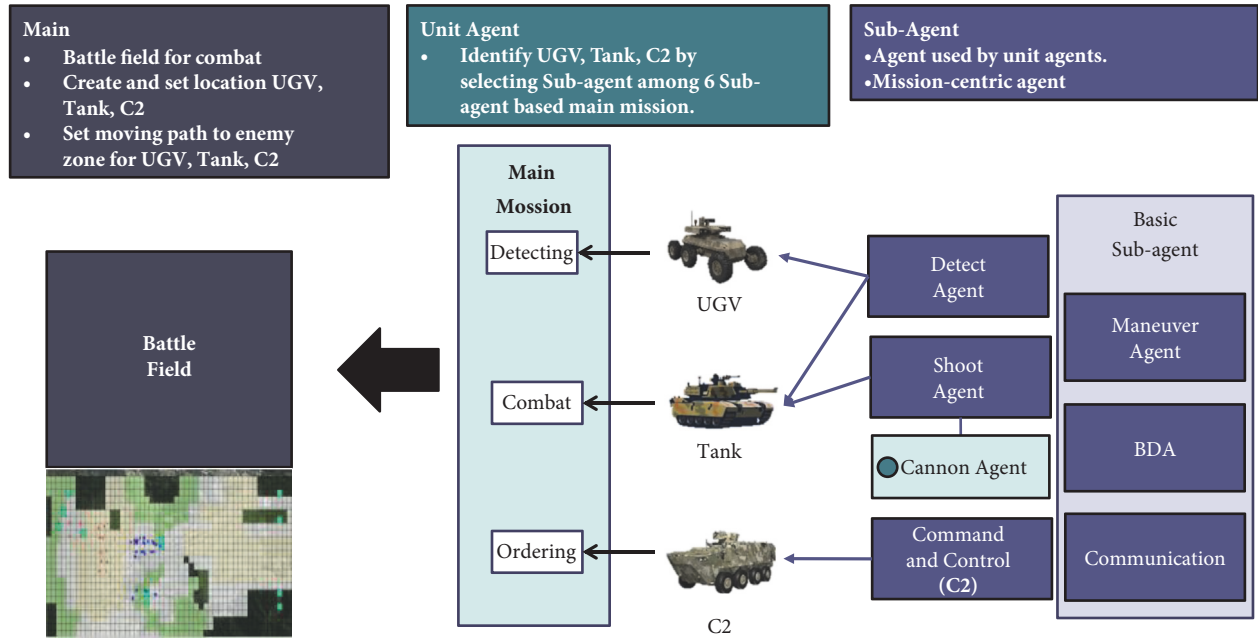 Main
• Battle field for combat
• Create and set location UGV,
Tank, C2
• Set moving path to enemy
zone for UGV, Tank, C2
Unit Agent
• Identify UGV, Tank, C2 by
selecting Sub-agent among 6 Sub-
agent based main mission.
Sub-Agent
•Agent used by unit agents.
•Mission-centric agent
Battle
Field
Main
Mossion
Detecting
Combat
Ordering
UGV
Tank
C2
Detect
Agent
Shoot
Agent
Cannon Agent
Command
and Control
(C2)
Basic
Sub-agent
Maneuver
Agent
BDA
Communication